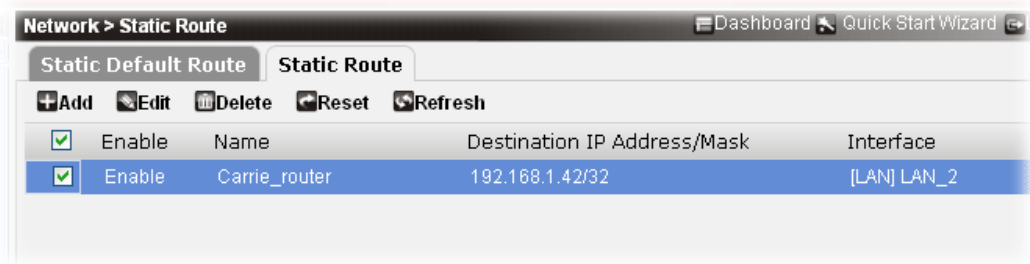 Network > Static Route Dashboard Quick Start Wizard
Static Default Route Static Route
Add Edit Delete Reset Refresh
Enable Name Destination IP Address/Mask Interface
Enable Carrie_router 192.168.1.42/32 [LAN] LAN_2